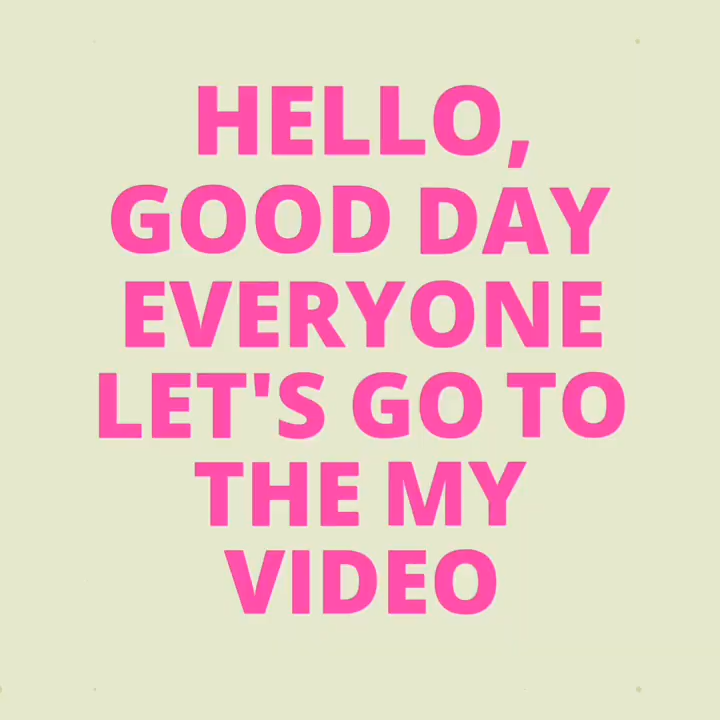 HELLO,
GOOD DAY
EVERYONE
LET'S GO TO
THE MY
VIDEO